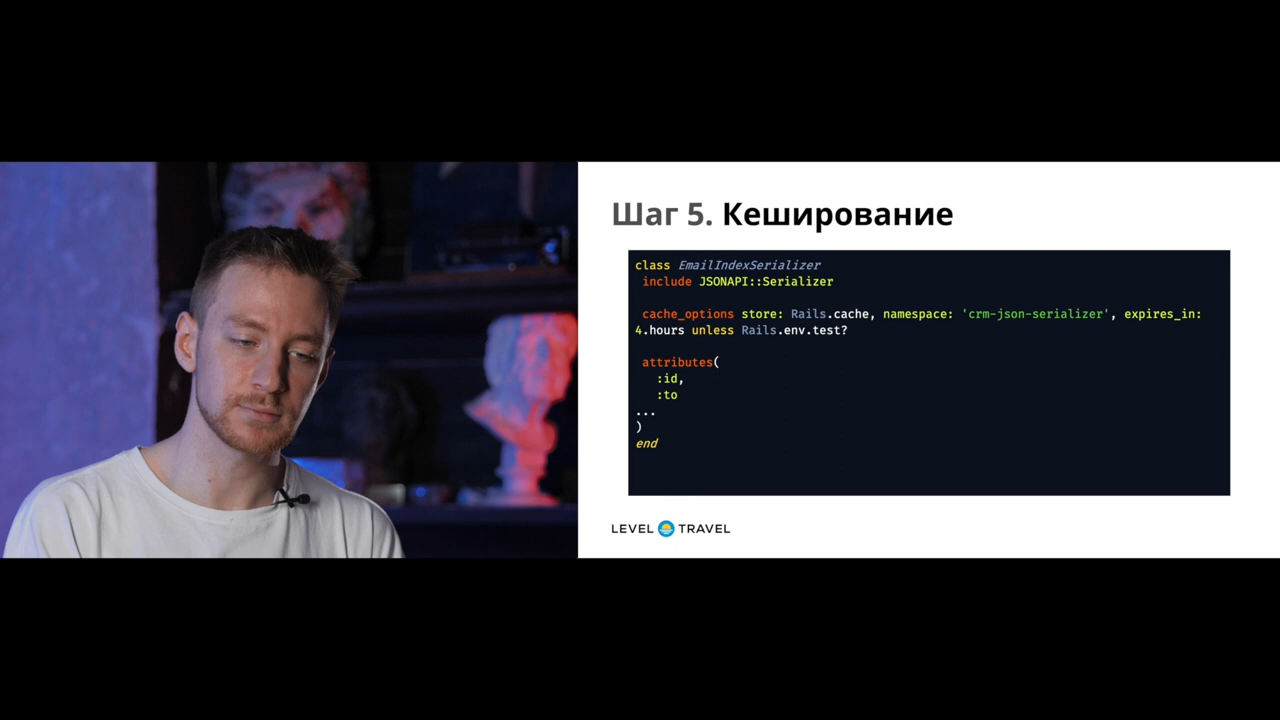 Шаг 5. Кеширование
class EmailIndexSerializer
include JSONAPI::Serializer
cache_options store: Rails.cache, namespace: 'crm-json-serializer', expires_in:
4.hours unless Rails.env.test?
attributes(
:id,
:to
...
)
end
LEVEL TRAVEL